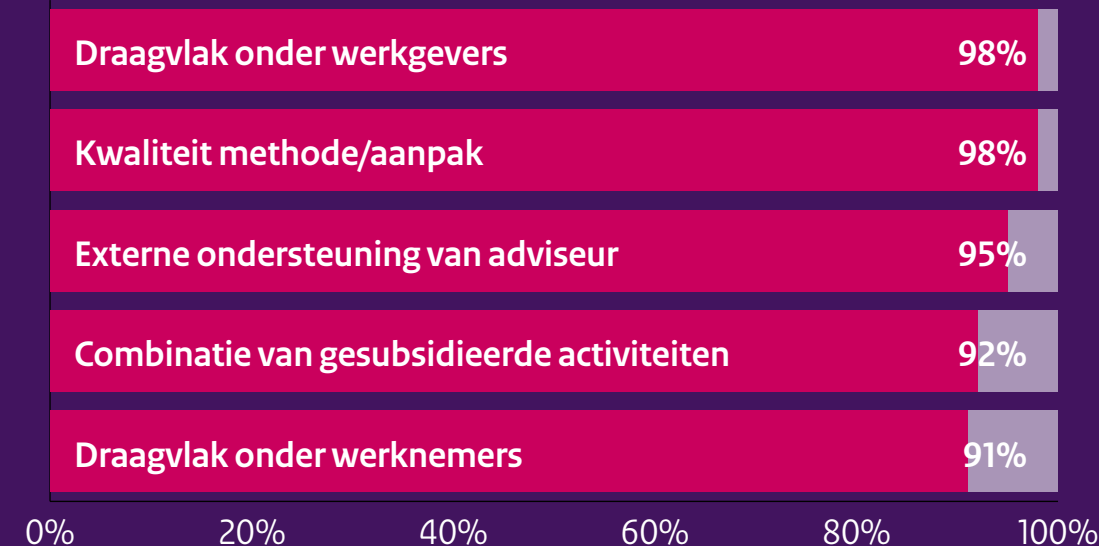 Draagvlak onder werkgevers 98%
Kwaliteit methode/aanpak 98%
Externe ondersteuning van adviseur 95%
Combinatie van gesubsidieerde activiteiten 92%
Draagvlak onder werknemers 91%
0% 20% 40% 60% 80% 100%